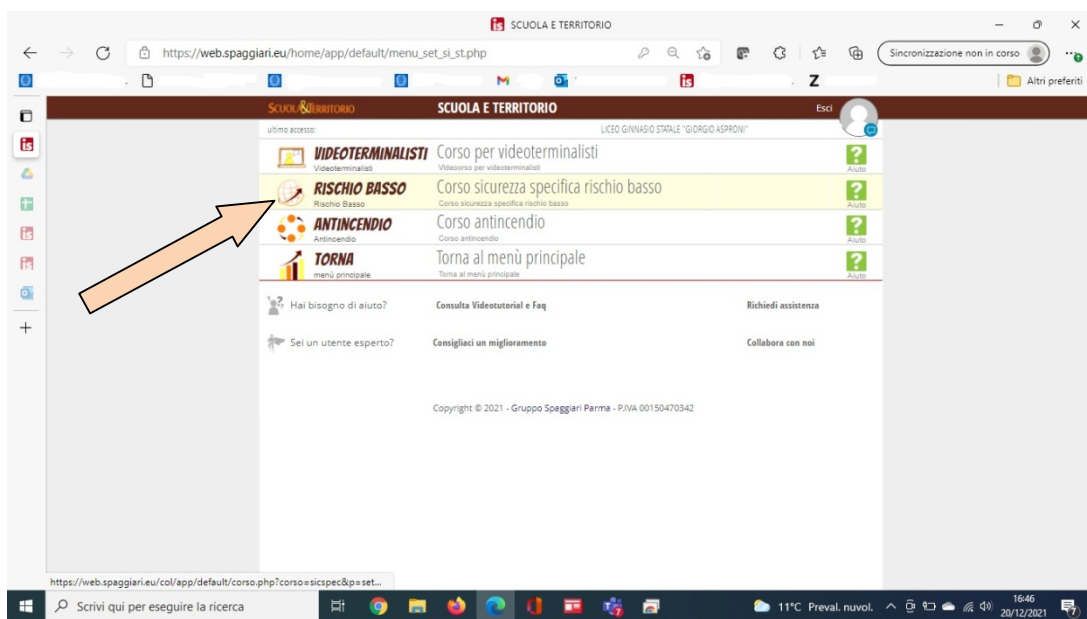 SCUOLA E TERRITORIO
https://web.spaggiari.eu/home/app/default/menu_set_si_st.php
Sincronizzazione non in corso
Z
Altri preferiti
SCUOLA&TERRITORIO
SCUOLA E TERRITORIO
Esci
ultimo accesso:
LICEO GINNASIO STATALE "GIORGIO ASPRONI"
VIDEOTERMINALISTI
Corso per videoterminalisti
Videoterminalisti
Videocorso per videoterminalisti
Aiuto
RISCHIO BASSO
Corso sicurezza specifica rischio basso
Rischio Basso
Corso sicurezza specifica rischio basso
Aiuto
ANTINCENDIO
Corso antincendio
Antincendio
Corso antincendio
Aiuto
TORNA
Torna al menù principale
menù principale
Torna al menù principale
Aiuto
Hai bisogno di aiuto?
Consulta Videotutorial e Faq
Richiedi assistenza
Sei un utente esperto?
Consigliaci un miglioramento
Collabora con noi
Copyright © 2021 - Gruppo Spaggiari Parma - P.IVA 00150470342
https://web.spaggiari.eu/col/app/default/corso.php?corso=sicspec&p=set...
Scrivi qui per eseguire la ricerca
11°C Preval. nuvol.
16:46
20/12/2021